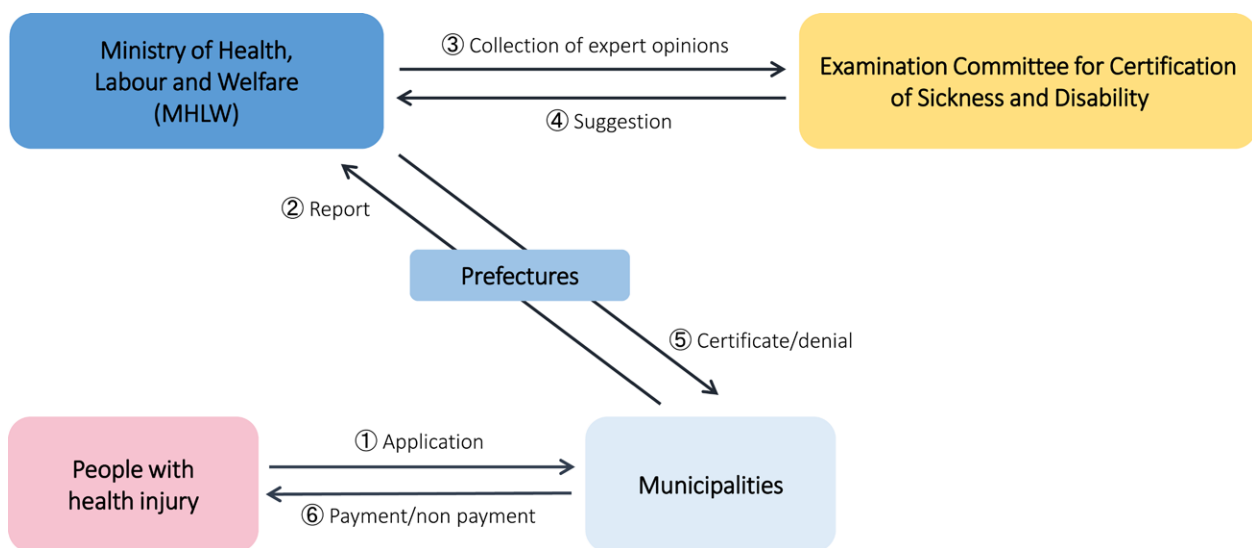 Ministry of Health,
Labour and Welfare
(MHLW)
③ Collection of expert opinions
④ Suggestion
Examination Committee for Certification
of Sickness and Disability
② Report
Prefectures
⑤ Certificate/denial
People with
health injury
① Application
⑥ Payment/non payment
Municipalities